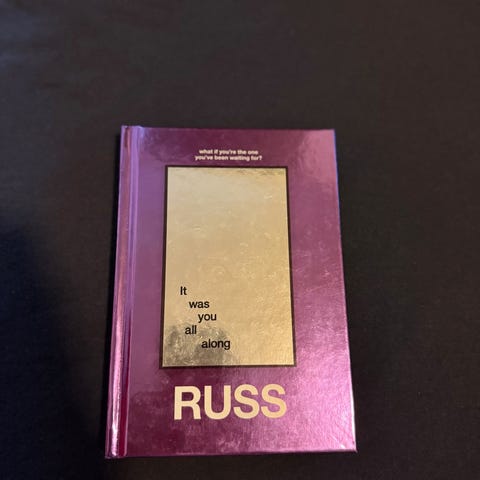 what if you're the one
you've been waiting for?
It
was
you
all
along
RUSS